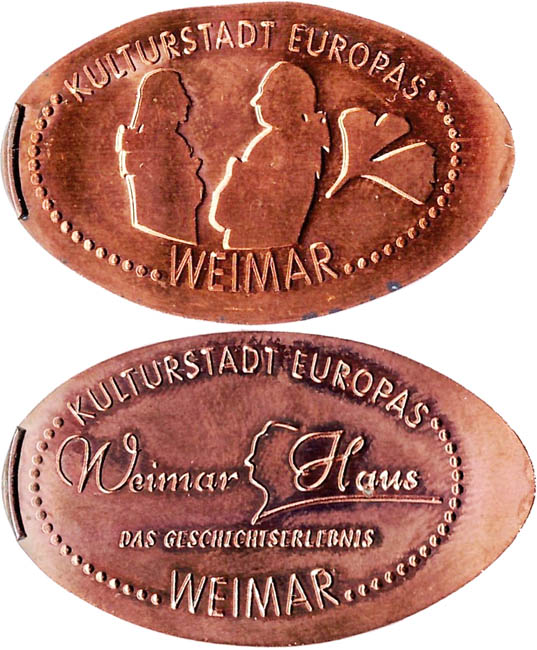 KULTURSTADT EUROPAS
WEIMAR
KULTURSTADT EUROPAS
Weimar Haus
DAS GESCHICHTSERLEBNIS
WEIMAR